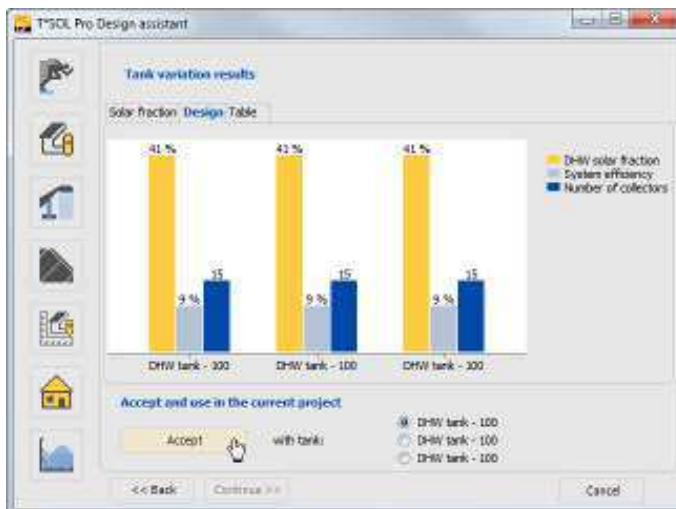 T*SOL Pro Design assistant
Tank variation results
Solar fraction Design Table
41 % 41 % 41 %
DHW solar fraction
System efficiency
Number of collectors
15 15 15
9 % 9 % 9 %
DHW tank - 100 DHW tank - 100 DHW tank - 100
Accept and use in the current project
Accept with tank:
DHW tank - 100
DHW tank - 100
DHW tank - 100
<< Back Continue >> Cancel